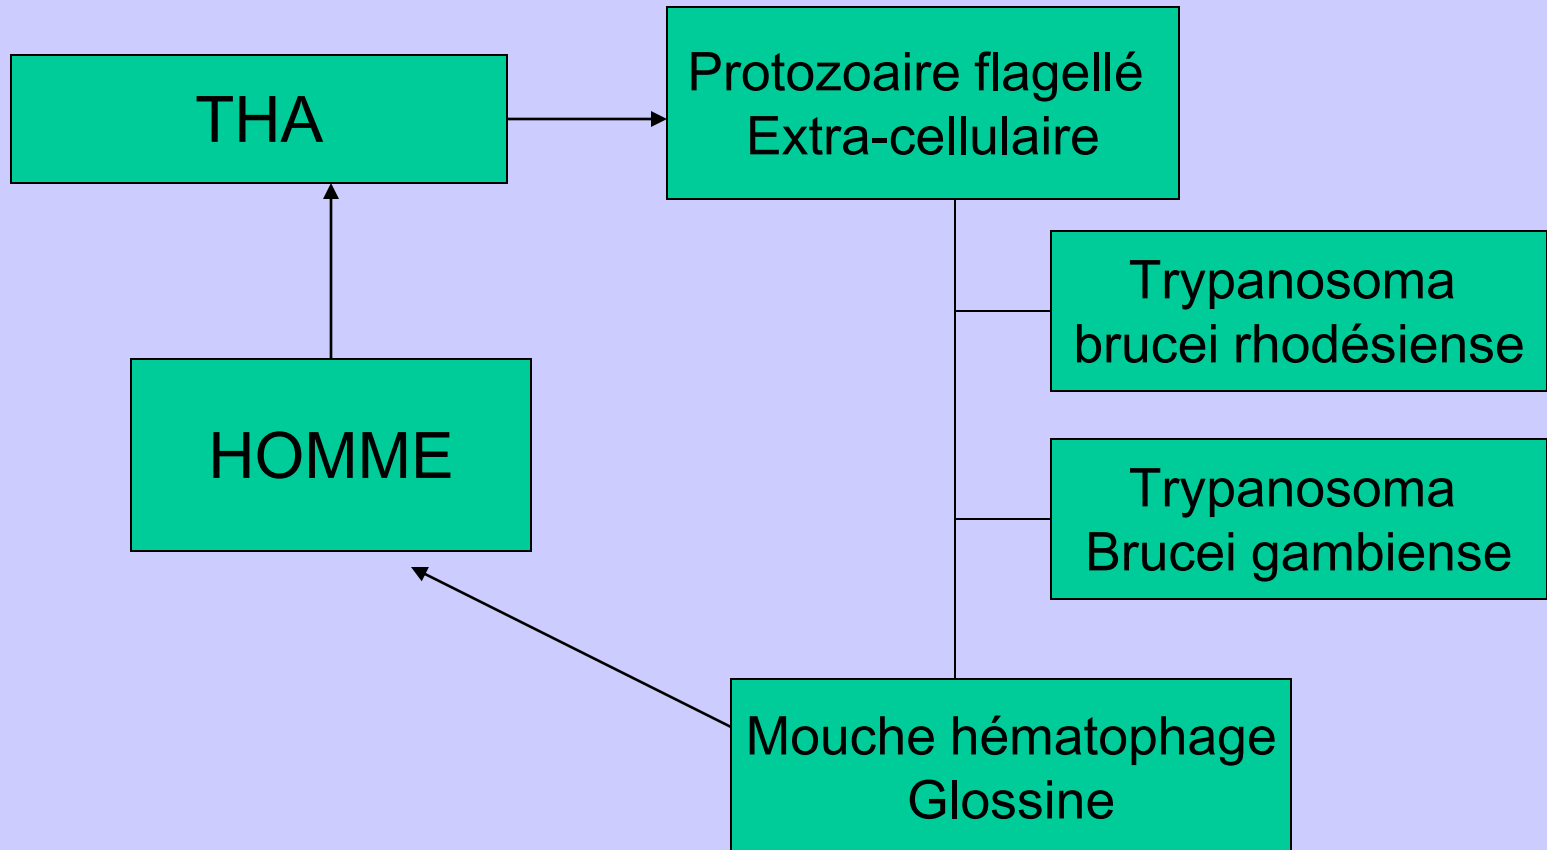 THA
Protozoaire flagellé
Extra-cellulaire
Trypanosoma
brucei rhodésiense
HOMME
Trypanosoma
Brucei gambiense
Mouche hématophage
Glossine